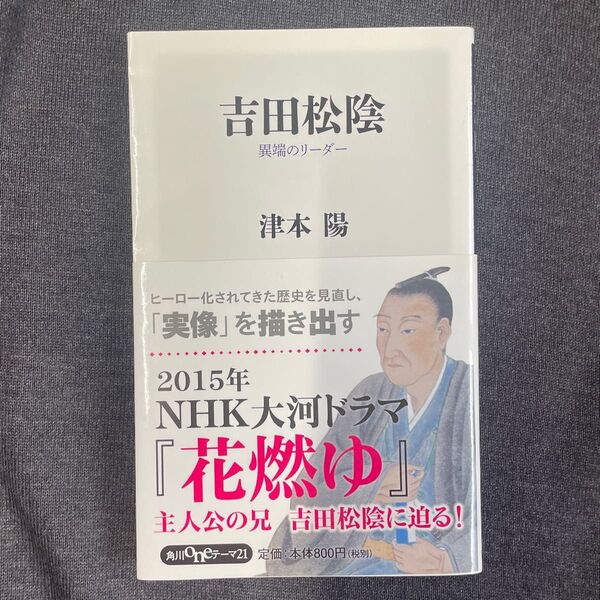 吉田松陰
異端のリーダー
津本 陽
ヒーロー化されてきた歴史を見直し、
「実像」を描き出す
2015年
NHK大河ドラマ
『花燃ゆ』
主人公の兄 吉田松陰に迫る!
角川oneテーマ21 定価:本体800円(税別)